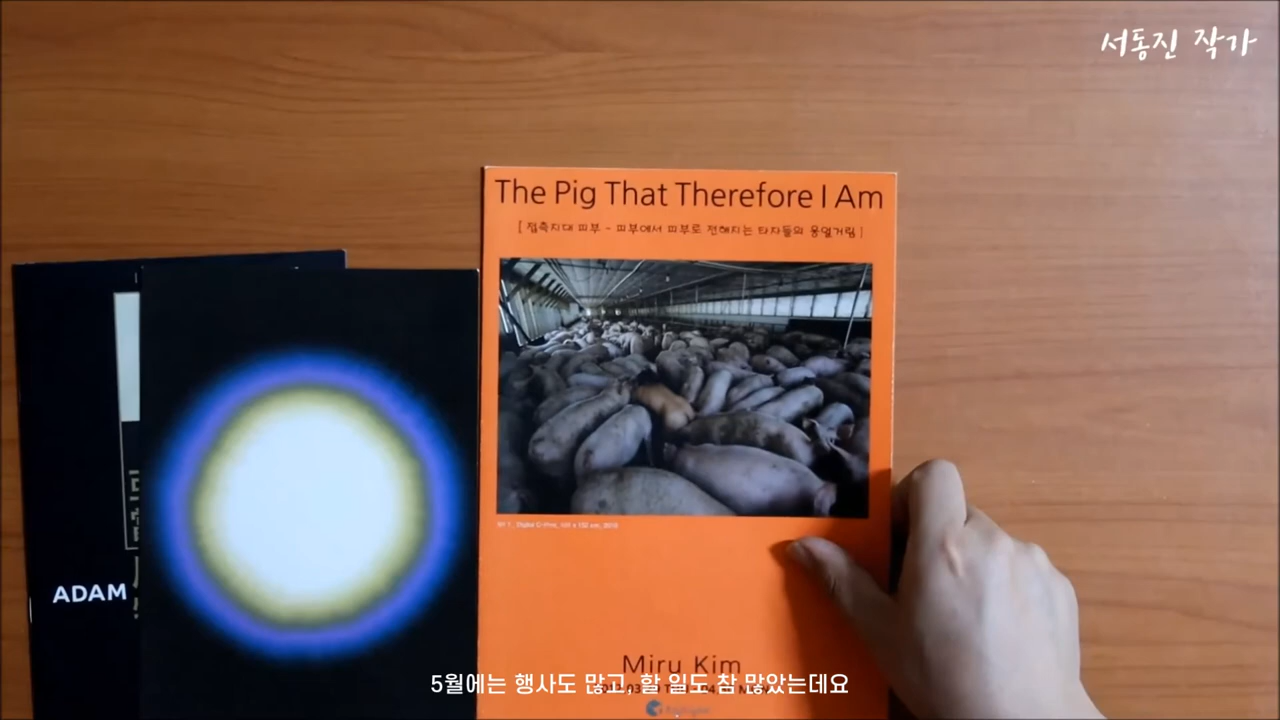 서동진 작가
The Pig That Therefore I Am
[ 접촉지대 피부 - 피부에서 피부로 전해지는 타자들의 웅얼거림 ]
ADAM
Miru Kim
5월에는 행사도 많고, 할 일도 참 많았는데요